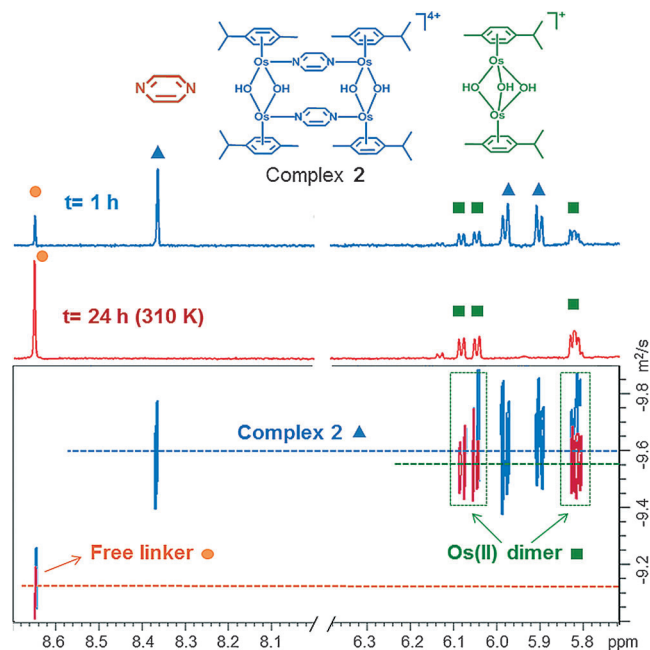 ]4+
]+
Os N N Os
HO OH HO OH
Os N N Os
N N
Os
HO OH OH
Os
Complex 2
t= 1 h
t= 24 h (310 K)
m²/s
-9.8
Complex 2
-9.6
-9.4
Free linker
Os(II) dimer
-9.2
8.6 8.5 8.4 8.3 8.2 8.1 8.0 6.3 6.2 6.1 6.0 5.9 5.8 ppm